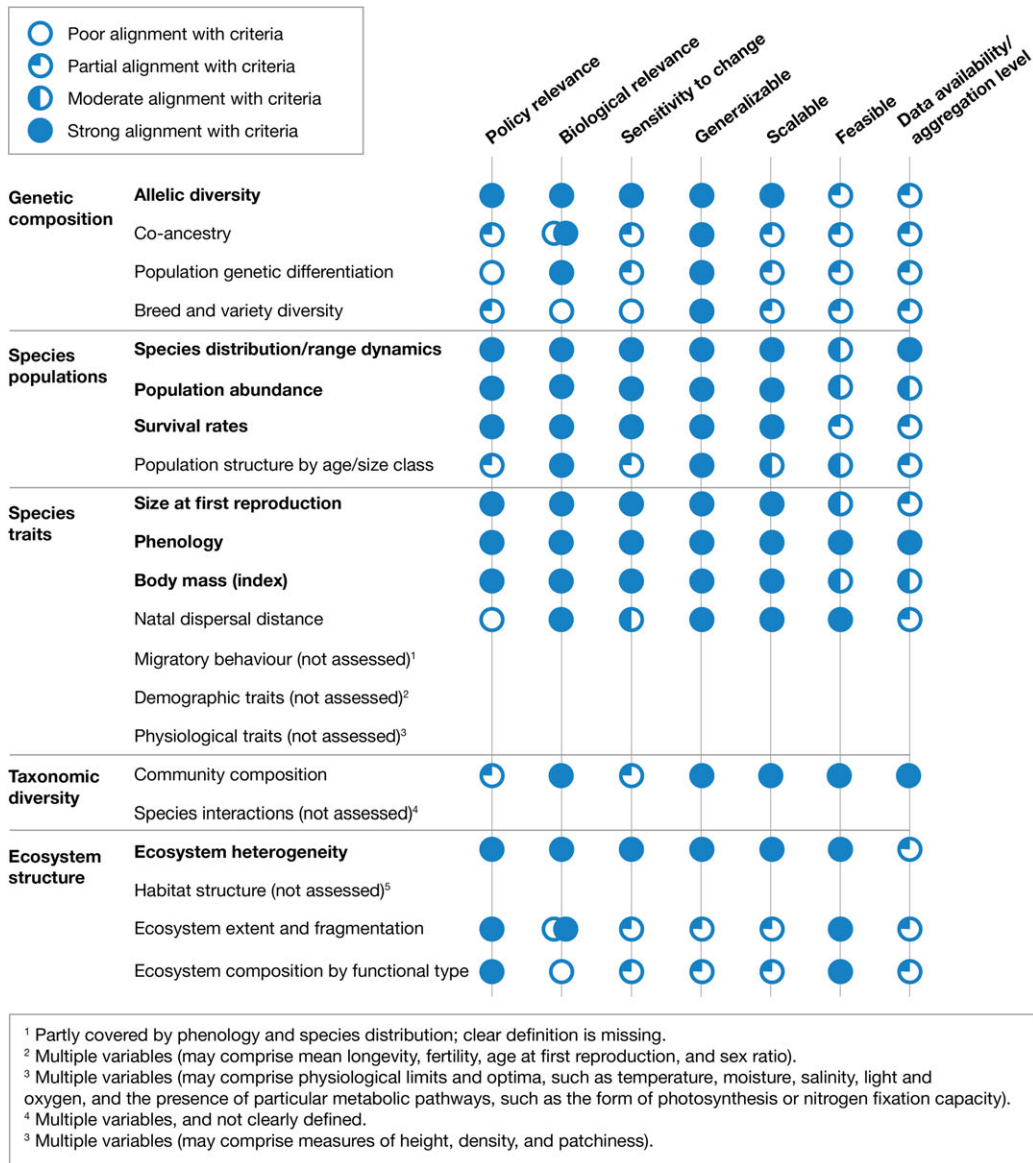 Poor alignment with criteria
Partial alignment with criteria
Moderate alignment with criteria
Strong alignment with criteria
Policy relevance
Biological relevance
Sensitivity to change
Generalizable
Scalable
Feasible
Data availability/
aggregation level
Genetic
composition
Allelic diversity
Co-ancestry
Population genetic differentiation
Breed and variety diversity
Species
populations
Species distribution/range dynamics
Population abundance
Survival rates
Population structure by age/size class
Species
traits
Size at first reproduction
Phenology
Body mass (index)
Natal dispersal distance
Migratory behaviour (not assessed)¹
Demographic traits (not assessed)²
Physiological traits (not assessed)³
Taxonomic
diversity
Community composition
Species interactions (not assessed)⁴
Ecosystem
structure
Ecosystem heterogeneity
Habitat structure (not assessed)⁵
Ecosystem extent and fragmentation
Ecosystem composition by functional type
¹ Partly covered by phenology and species distribution; clear definition is missing.
² Multiple variables (may comprise mean longevity, fertility, age at first reproduction, and sex ratio).
³ Multiple variables (may comprise physiological limits and optima, such as temperature, moisture, salinity, light and
oxygen, and the presence of particular metabolic pathways, such as the form of photosynthesis or nitrogen fixation capacity).
⁴ Multiple variables, and not clearly defined.
³ Multiple variables (may comprise measures of height, density, and patchiness).